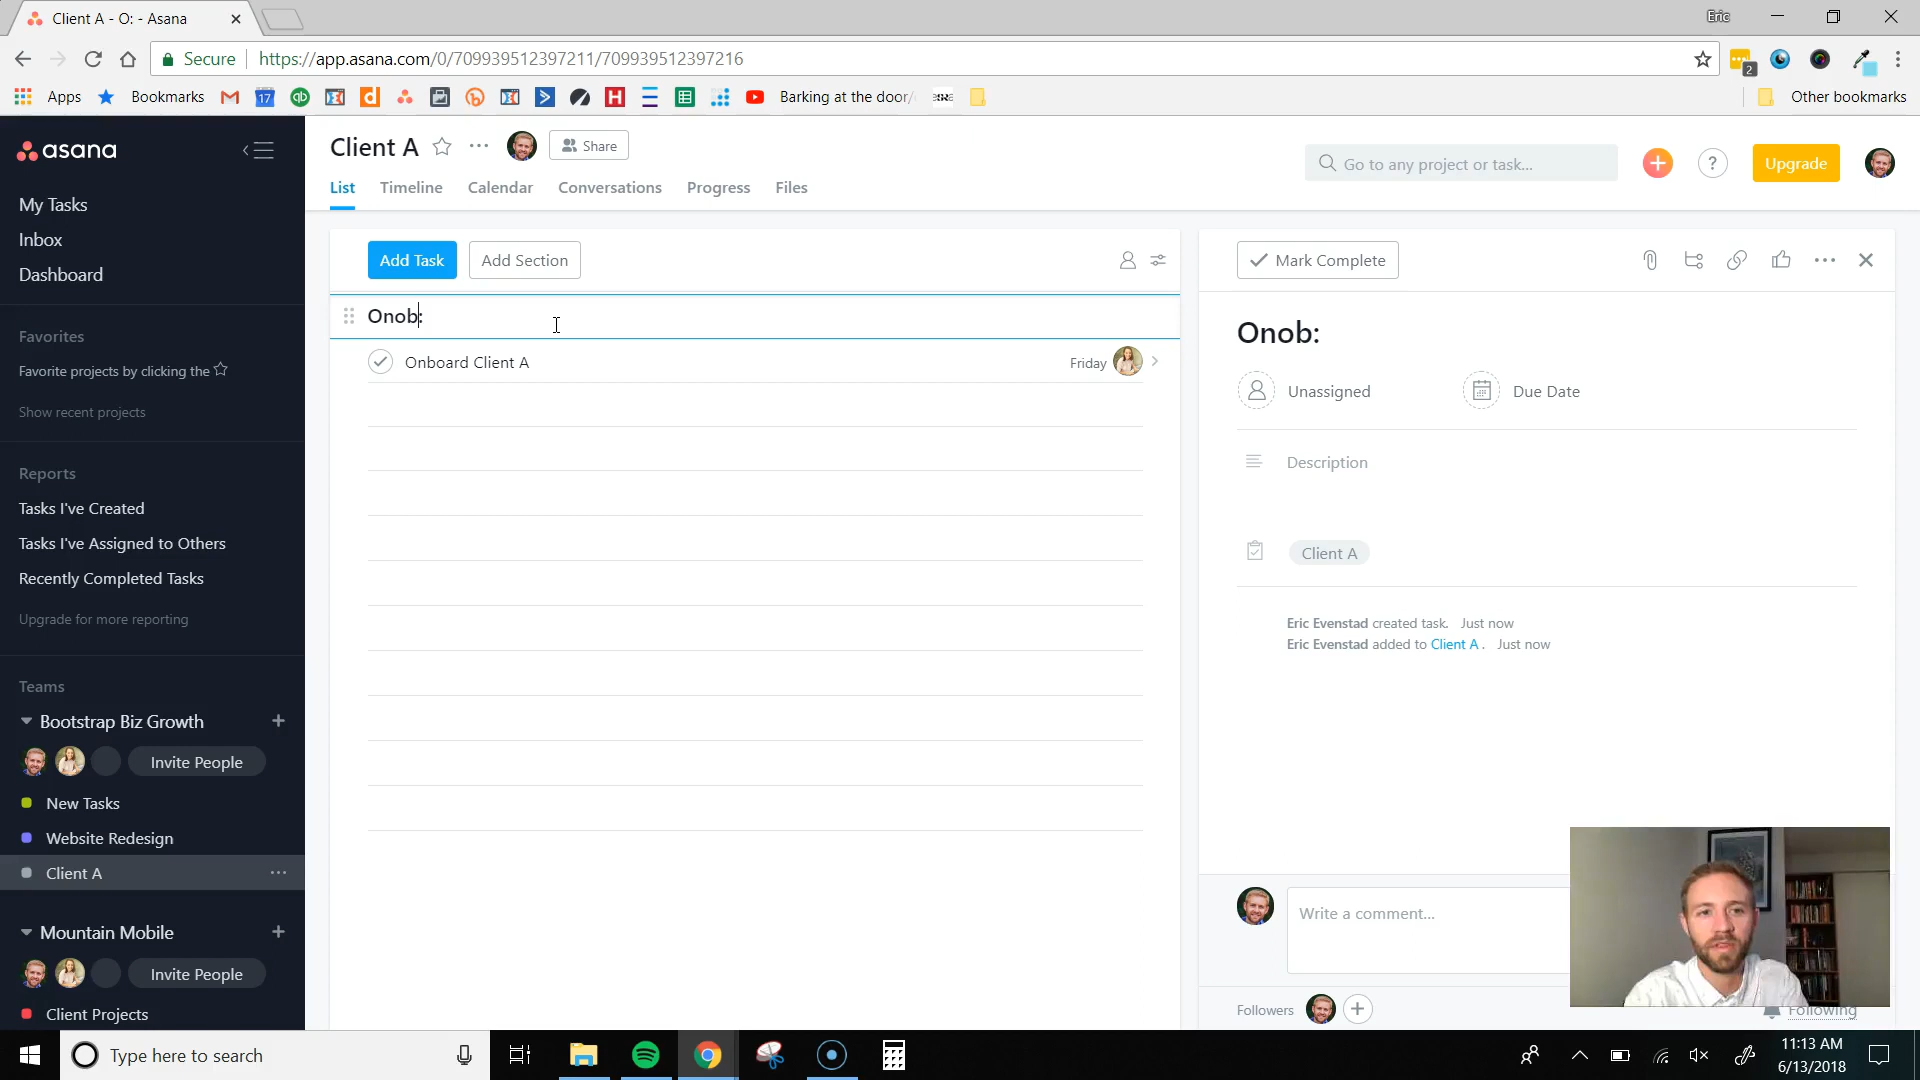 Client A - O: - Asana
Eric
Secure
https://app.asana.com/0/709939512397211/709939512397216
2
Apps
Bookmarks
17
Barking at the door/
Other bookmarks
asana
My Tasks
Inbox
Dashboard
Favorites
Favorite projects by clicking the
Show recent projects
Reports
Tasks I've Created
Tasks I've Assigned to Others
Recently Completed Tasks
Upgrade for more reporting
Teams
Bootstrap Biz Growth
Invite People
New Tasks
Website Redesign
Client A
Mountain Mobile
Invite People
Client Projects
Client A
Share
List
Timeline
Calendar
Conversations
Progress
Files
Go to any project or task...
?
Upgrade
Add Task
Add Section
Onob:
Onboard Client A
Friday
Mark Complete
Onob:
Unassigned
Due Date
Description
Client A
Eric Evenstad created task. Just now
Eric Evenstad added to Client A . Just now
Write a comment...
Followers
Following
Type here to search
11:13 AM
6/13/2018